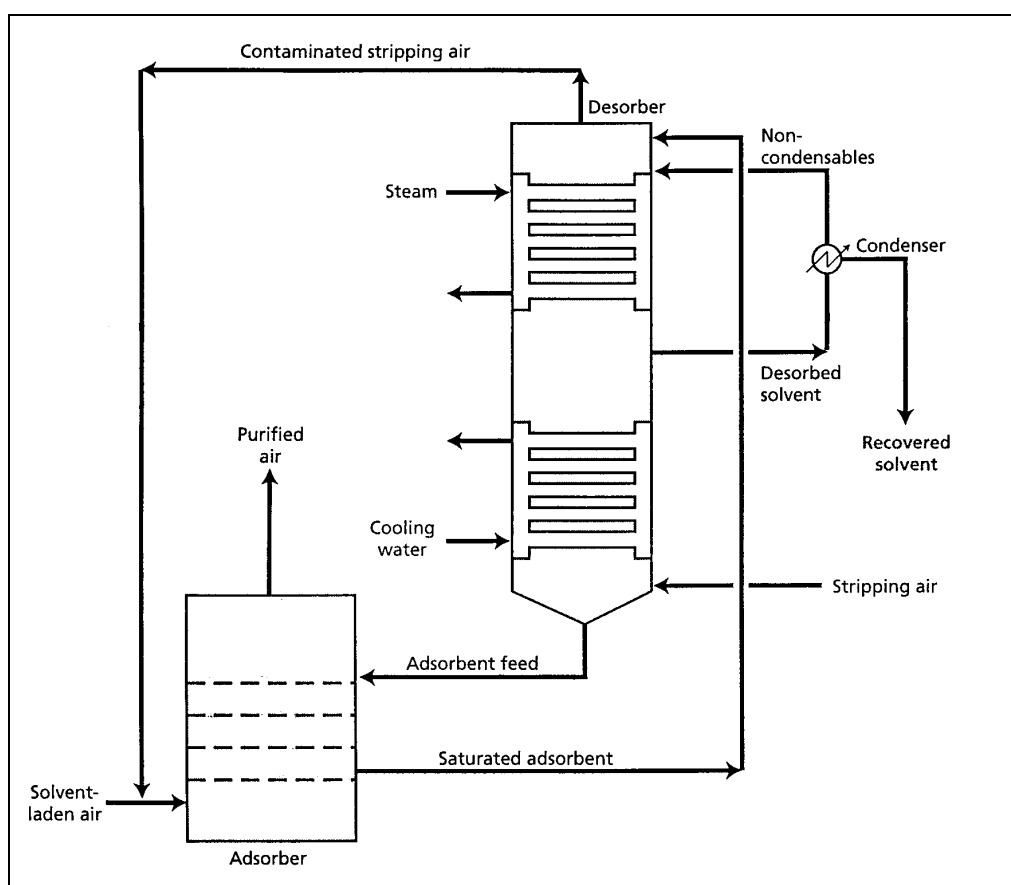 Contaminated stripping air
Desorber
Non-
condensables
Steam
Condenser
Desorbed
solvent
Purified
air
Recovered
solvent
Cooling
water
Stripping air
Adsorbent feed
Saturated adsorbent
Solvent-
laden air
Adsorber